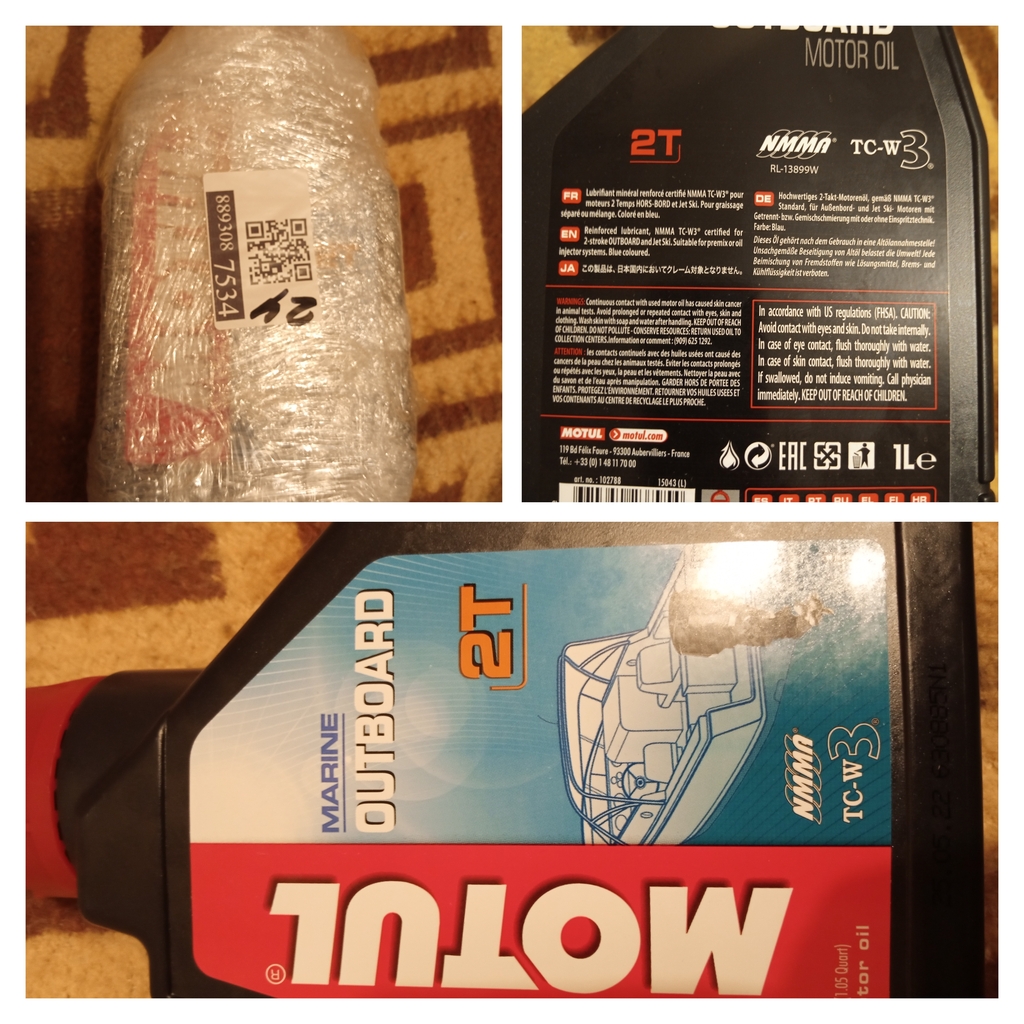 889308 7534
24
OUTBOARD
MOTOR OIL
2T
NMMA® TC-W3®
RL-13899W
FR Lubrifiant minéral renforcé certifié NMMA TC-W3® pour
moteurs 2 Temps HORS-BORD et Jet Ski. Pour graissage
séparé ou mélange. Coloré en bleu.
EN Reinforced lubricant, NMMA TC-W3® certified for
2-stroke OUTBOARD and Jet Ski. Suitable for premix or oil
injector systems. Blue coloured.
JA この製品は、日本国内においてクレーム対象となりません。
DE Hochwertiges 2-Takt-Motorenöl, gemäß NMMA TC-W3®
Standard, für Außenbord- und Jet Ski- Motoren mit
Getrennt- bzw. Gemischschmierung mit oder ohne Einspritztechnik.
Farbe: Blau.
Dieses Öl gehört nach dem Gebrauch in eine Altölannahmestelle!
Unsachgemäße Beseitigung von Altöl belastet die Umwelt! Jede
Beimischung von Fremdstoffen wie Lösungsmittel, Brems- und
Kühlflüssigkeit ist verboten.
WARNINGS: Continuous contact with used motor oil has caused skin cancer
in animal tests. Avoid prolonged or repeated contact with eyes, skin and
clothing. Wash skin with soap and water after handling. KEEP OUT OF REACH
OF CHILDREN. DO NOT POLLUTE - CONSERVE RESOURCES: RETURN USED OIL TO
COLLECTION CENTERS. Information or comment : (909) 625 1292.
ATTENTION : les contacts continuels avec des huiles usées ont causé des
cancers de la peau chez les animaux testés. Eviter les contacts prolongés
ou répétés avec les yeux, la peau et les vêtements. Nettoyer la peau avec
du savon et de l'eau après manipulation. GARDER HORS DE PORTEE DES
ENFANTS. PROTEGEZ L'ENVIRONNEMENT. RETOURNER VOS HUILES USEES ET
VOS CONTENANTS AU CENTRE DE RECYCLAGE LE PLUS PROCHE.
In accordance with US regulations (FHSA). CAUTION:
Avoid contact with eyes and skin. Do not take internally.
In case of eye contact, flush thoroughly with water.
In case of skin contact, flush thoroughly with water.
If swallowed, do not induce vomiting. Call physician
immediately. KEEP OUT OF REACH OF CHILDREN.
MOTUL motul.com
119 Bd Félix Faure - 93300 Aubervilliers - France
Tél.: +33 (0) 1 48 11 70 00
EAC 1L e
art. no. : 102788 15043 (L)
ES IT PT RU EL FI HR
MARINE
OUTBOARD
2T
NMMA®
TC-W3®
MOTUL®
(1.05 Quart)
tor oil